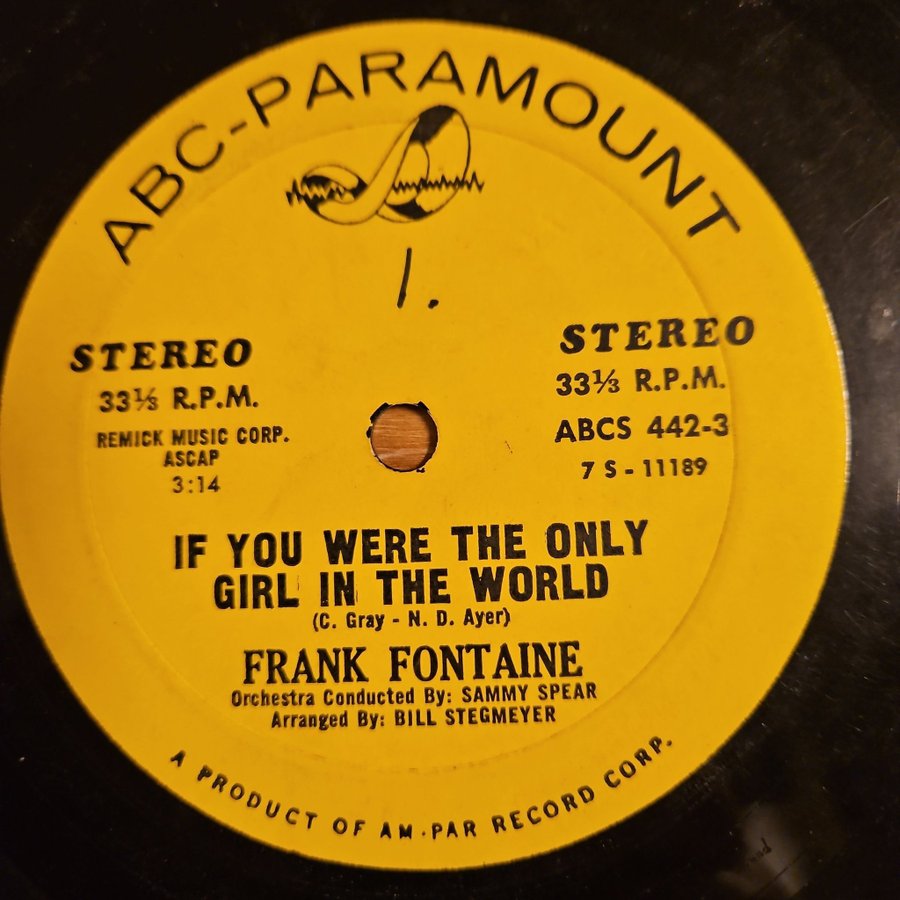 ABC-PARAMOUNT
1.
STEREO
33⅓ R.P.M.
REMICK MUSIC CORP.
ASCAP
3:14
STEREO
33⅓ R.P.M.
ABCS 442-3
7 S - 11189
IF YOU WERE THE ONLY
GIRL IN THE WORLD
(C. Gray - N. D. Ayer)
FRANK FONTAINE
Orchestra Conducted By: SAMMY SPEAR
Arranged By: BILL STEGMEYER
A PRODUCT OF AM-PAR RECORD CORP.